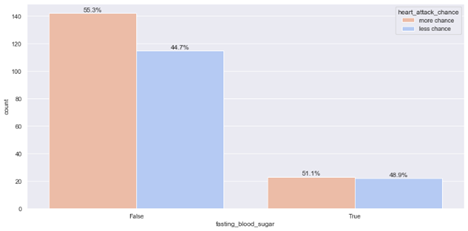 heart_attack_chance
more chance
less chance
55.3%
44.7%
51.1%
48.9%
140
120
100
80
60
40
20
0
count
False
True
fasting_blood_sugar